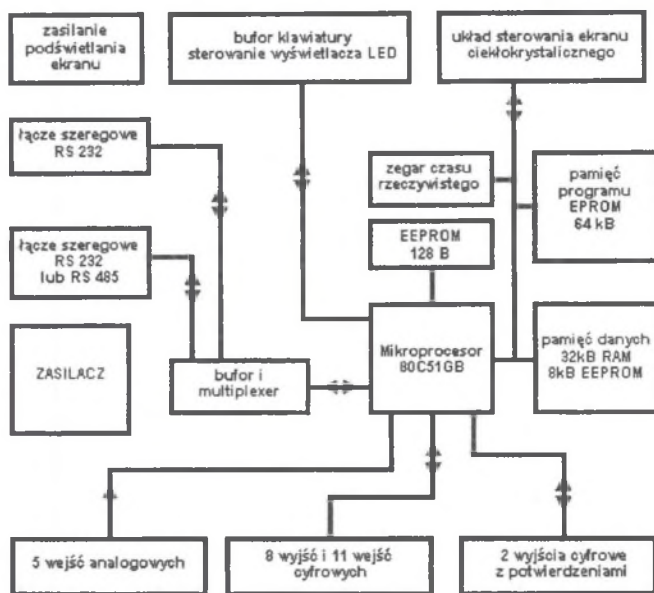 zasilanie
podświetlania
ekranu
bufor klawiatury
sterowanie wyświetlacza LED
układ sterowania ekranu
ciekłokrystalicznego
łącze szeregowe
RS 232
zegar czasu
rzeczywistego
pamięć
programu
EPROM
64 kB
EEPROM
128 B
łącze szeregowe
RS 232
lub RS 485
ZASILACZ
bufor i
multiplexer
Mikroprocesor
80C51GB
pamięć danych
32kB RAM
8kB EEPROM
5 wejść analogowych
8 wyjść i 11 wejść
cyfrowych
2 wyjścia cyfrowe
z potwierdzeniami